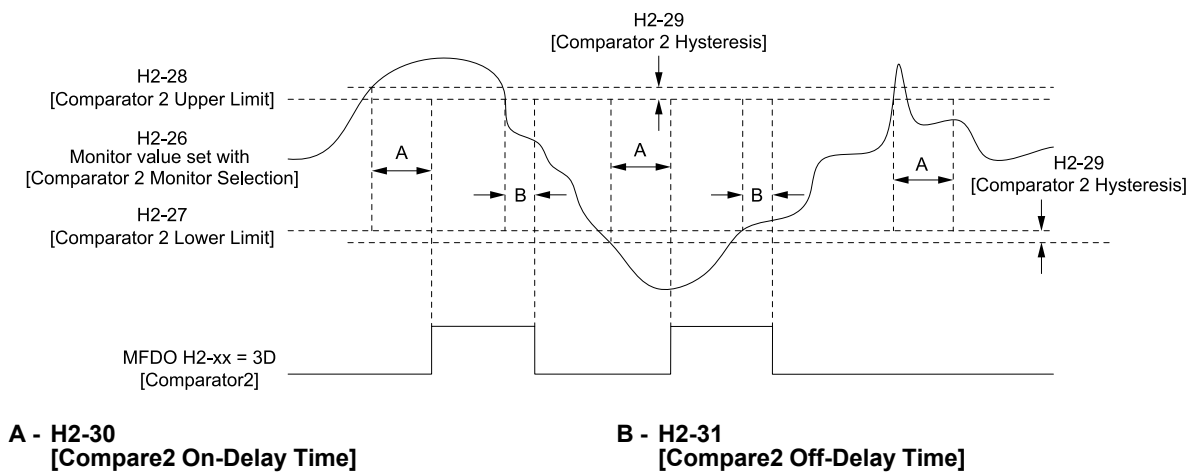 H2-29
[Comparator 2 Hysteresis]
H2-28
[Comparator 2 Upper Limit]
H2-26
Monitor value set with
[Comparator 2 Monitor Selection]
A
A
A
H2-29
[Comparator 2 Hysteresis]
B
B
H2-27
[Comparator 2 Lower Limit]
MFDO H2-xx = 3D
[Comparator2]
A - H2-30
[Compare2 On-Delay Time]
B - H2-31
[Compare2 Off-Delay Time]